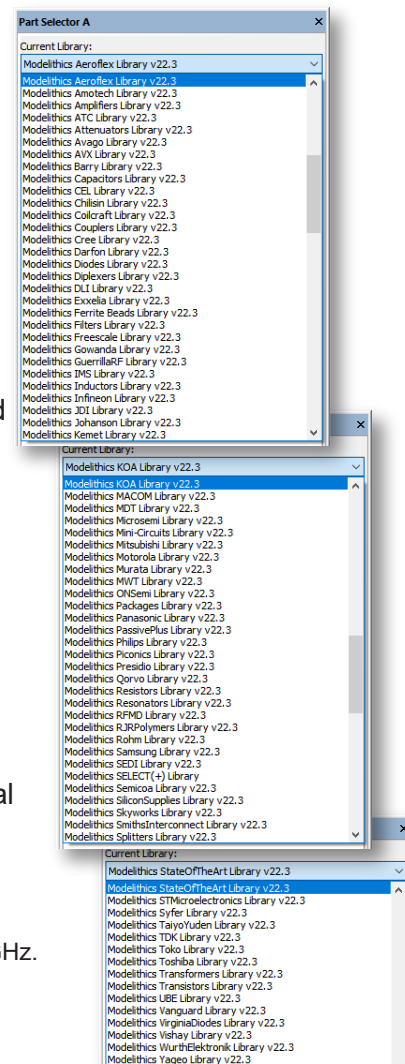 Part Selector A
Current Library:
Modelithics Aeroflex Library v22.3
Modelithics Aeroflex Library v22.3
Modelithics Amotech Library v22.3
Modelithics Amplifiers Library v22.3
Modelithics ATC Library v22.3
Modelithics Attenuators Library v22.3
Modelithics Avago Library v22.3
Modelithics AVX Library v22.3
Modelithics Barry Library v22.3
Modelithics Capacitors Library v22.3
Modelithics CEL Library v22.3
Modelithics Chilisin Library v22.3
Modelithics Coilcraft Library v22.3
Modelithics Couplers Library v22.3
Modelithics Cree Library v22.3
Modelithics Darfon Library v22.3
Modelithics Diodes Library v22.3
Modelithics Diplexers Library v22.3
Modelithics DLI Library v22.3
Modelithics Exxelia Library v22.3
Modelithics Ferrite Beads Library v22.3
Modelithics Filters Library v22.3
Modelithics Freescale Library v22.3
Modelithics Gowanda Library v22.3
Modelithics GuerrillaRF Library v22.3
Modelithics IMS Library v22.3
Modelithics Inductors Library v22.3
Modelithics Infineon Library v22.3
Modelithics JDI Library v22.3
Modelithics Johanson Library v22.3
Modelithics Kemet Library v22.3
d
Current Library:
Modelithics KOA Library v22.3
Modelithics KOA Library v22.3
Modelithics MACOM Library v22.3
Modelithics MDT Library v22.3
Modelithics Microsemi Library v22.3
Modelithics Mini-Circuits Library v22.3
Modelithics Mitsubishi Library v22.3
Modelithics Motorola Library v22.3
Modelithics Murata Library v22.3
Modelithics MWT Library v22.3
Modelithics ONSemi Library v22.3
Modelithics Packages Library v22.3
Modelithics Panasonic Library v22.3
Modelithics PassivePlus Library v22.3
Modelithics Philips Library v22.3
Modelithics Piconics Library v22.3
Modelithics Presidio Library v22.3
Modelithics Qorvo Library v22.3
Modelithics Resistors Library v22.3
Modelithics Resonators Library v22.3
Modelithics RFMD Library v22.3
Modelithics RJRPolymers Library v22.3
Modelithics Rohm Library v22.3
Modelithics Samsung Library v22.3
Modelithics SEDI Library v22.3
Modelithics SELECT(+) Library
Modelithics Semicoa Library v22.3
Modelithics SiliconSupplies Library v22.3
Modelithics Skyworks Library v22.3
Modelithics SmithsInterconnect Library v22.3
Modelithics Splitters Library v22.3
al
Current Library:
Modelithics StateOfTheArt Library v22.3
Modelithics StateOfTheArt Library v22.3
Modelithics STMicroelectronics Library v22.3
Modelithics Syfer Library v22.3
Modelithics TaiyoYuden Library v22.3
Modelithics TDK Library v22.3
Modelithics Toko Library v22.3
Modelithics Toshiba Library v22.3
Modelithics Transformers Library v22.3
Modelithics Transistors Library v22.3
Modelithics UBE Library v22.3
Modelithics Vanguard Library v22.3
Modelithics VirginiaDiodes Library v22.3
Modelithics Vishay Library v22.3
Modelithics WurthElektronik Library v22.3
Modelithics Yageo Library v22.3
GHz.